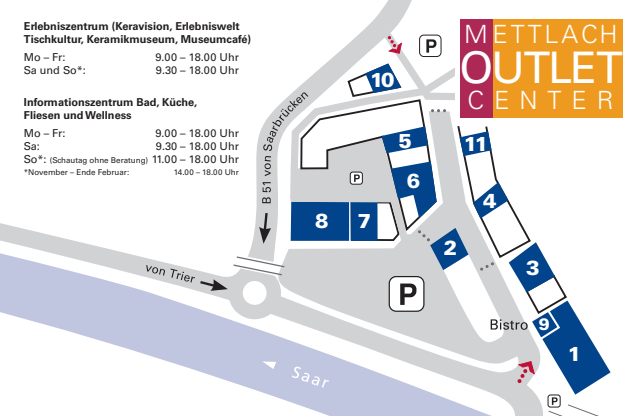 Erlebniszentrum (Keravision, Erlebniswelt
Tischkultur, Keramikmuseum, Museumcafé)
Mo – Fr: 9.00 – 18.00 Uhr
Sa und So*: 9.30 – 18.00 Uhr
Informationszentrum Bad, Küche,
Fliesen und Wellness
Mo – Fr: 9.00 – 18.00 Uhr
Sa: 9.30 – 18.00 Uhr
So*: (Schautag ohne Beratung) 11.00 – 18.00 Uhr
*November – Ende Februar: 14.00 – 18.00 Uhr
METTLACH
OUTLET
CENTER
P
10
B 51 von Saarbrücken
5
11
P
6
4
8
7
2
3
von Trier
P
Bistro
9
1
Saar
P